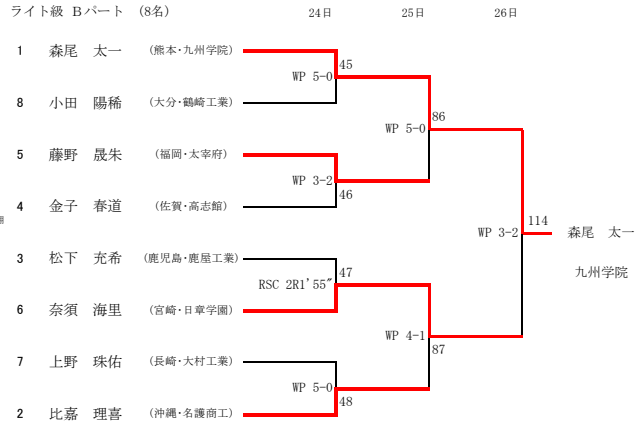 ライト級 Bパート (8名) 24日 25日 26日
1 森尾 太一 (熊本・九州学院)
45
WP 5-0
8 小田 陽稀 (大分・鶴崎工業)
86
WP 5-0
5 藤野 晟朱 (福岡・太宰府)
WP 3-2
46
4 金子 春道 (佐賀・高志館)
114
WP 3-2 森尾 太一
九州学院
3 松下 充希 (鹿児島・鹿屋工業)
47
RSC 2R1'55"
6 奈須 海里 (宮崎・日章学園)
WP 4-1
87
7 上野 珠佑 (長崎・大村工業)
WP 5-0
48
2 比嘉 理喜 (沖縄・名護商工)